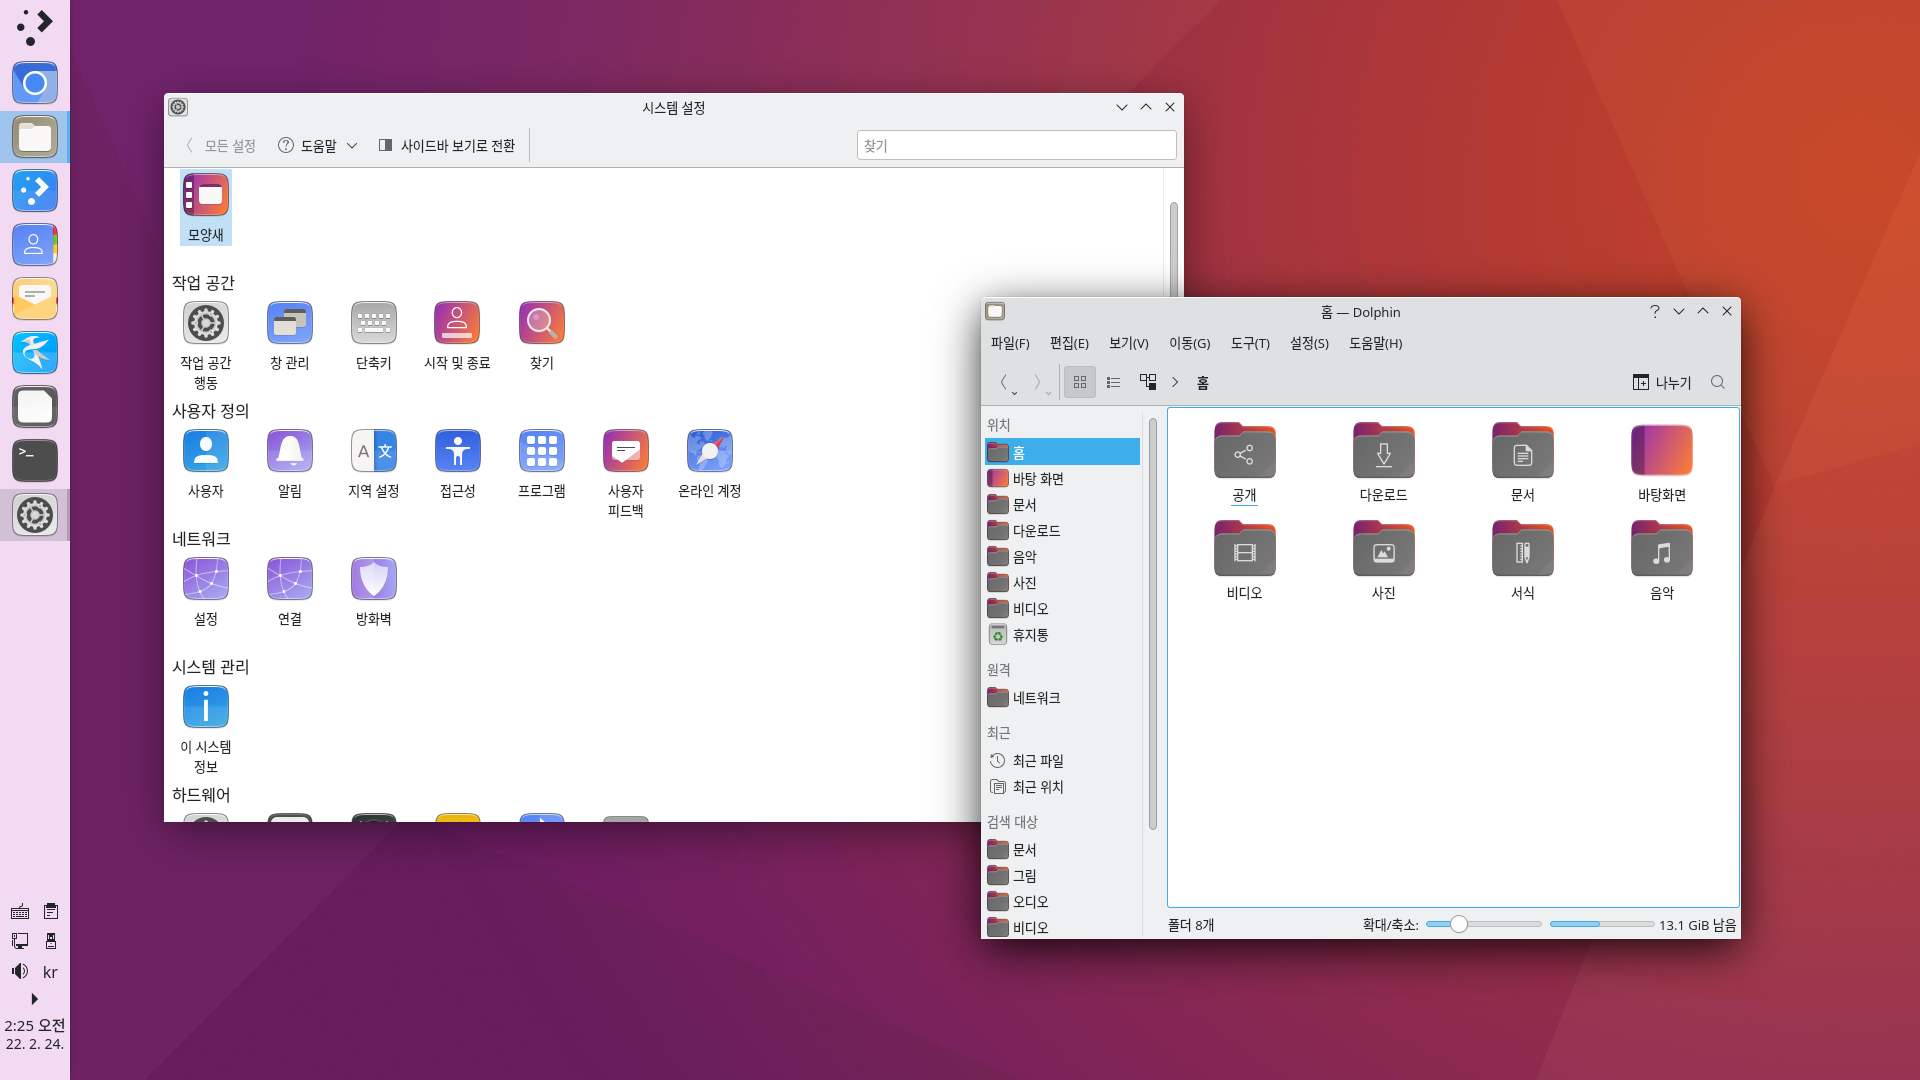 시스템 설정
모든 설정
도움말
사이드바 보기로 전환
찾기
모양새
작업 공간
작업 공간
행동
창 관리
단축키
시작 및 종료
찾기
사용자 정의
A 文
사용자
알림
지역 설정
접근성
프로그램
사용자
피드백
온라인 계정
네트워크
설정
연결
방화벽
시스템 관리
이 시스템
정보
하드웨어
홈 — Dolphin
파일(F)
편집(E)
보기(V)
이동(G)
도구(T)
설정(S)
도움말(H)
홈
나누기
위치
홈
바탕 화면
문서
다운로드
음악
사진
비디오
휴지통
원격
네트워크
최근
최근 파일
최근 위치
검색 대상
문서
그림
오디오
비디오
공개
다운로드
문서
바탕화면
비디오
사진
서식
음악
폴더 8개
확대/축소:
13.1 GiB 남음
>_
kr
2:25 오전
22. 2. 24.